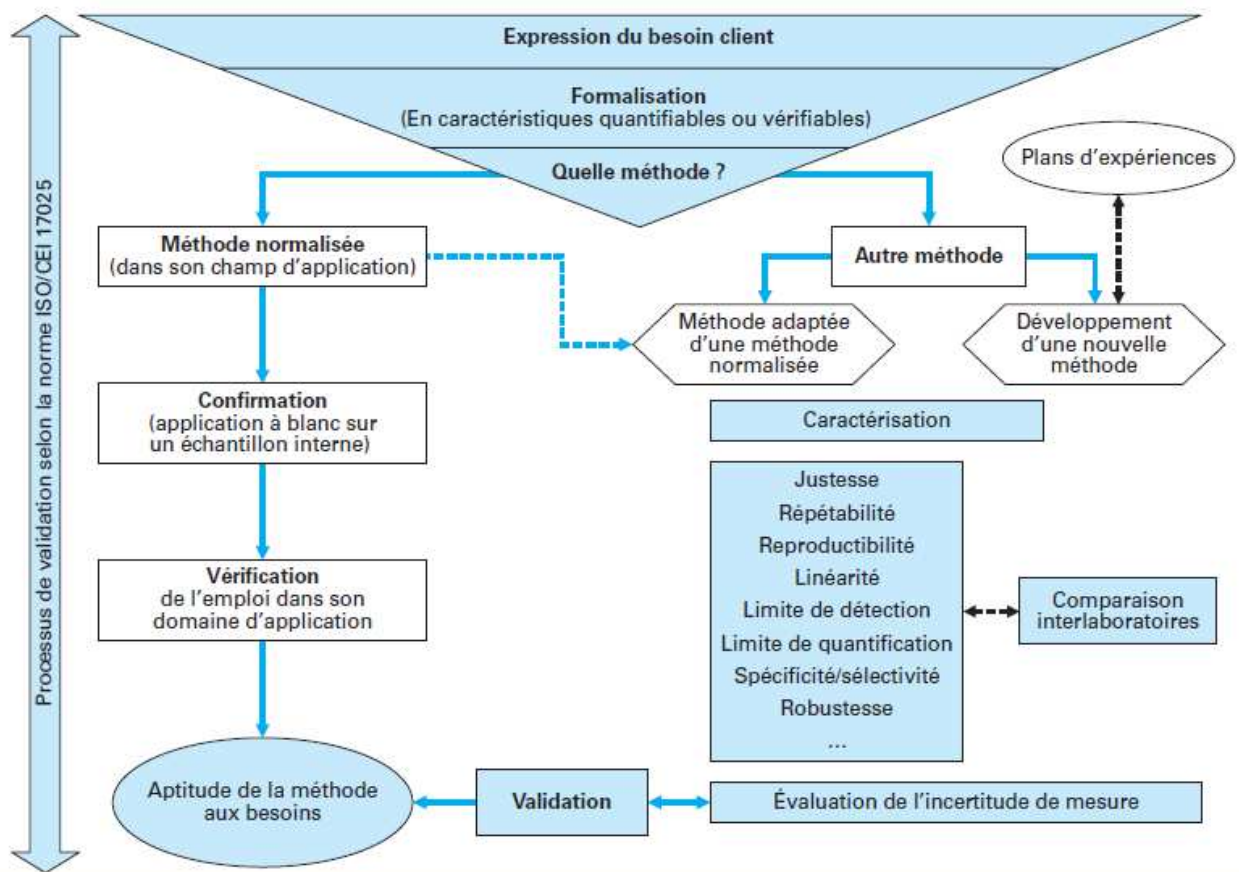 Processus de validation selon la norme ISO/CEI 17025
Expression du besoin client
Formalisation
(En caractéristiques quantifiables ou vérifiables)
Quelle méthode ?
Plans d’expériences
Méthode normalisée
(dans son champ d’application)
Autre méthode
Méthode adaptée
d’une méthode
normalisée
Développement
d’une nouvelle
méthode
Confirmation
(application à blanc sur
un échantillon interne)
Caractérisation
Justesse
Répétabilité
Reproductibilité
Linéarité
Limite de détection
Limite de quantification
Spécificité/sélectivité
Robustesse
...
Comparaison
interlaboratoires
Vérification
de l’emploi dans son
domaine d’application
Aptitude de la méthode
aux besoins
Validation
Évaluation de l’incertitude de mesure